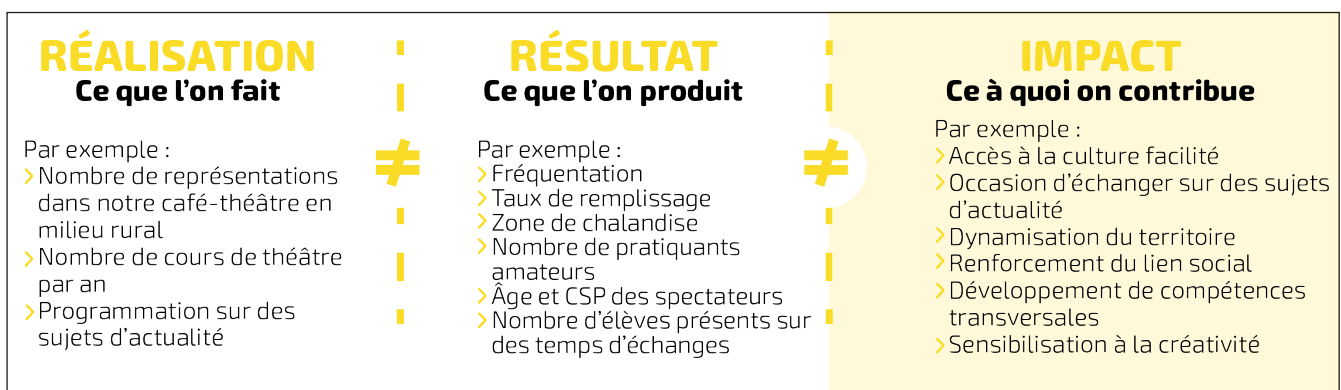 RÉALISATION
Ce que l’on fait
Par exemple :
Nombre de représentations
dans notre café-théâtre en
milieu rural
Nombre de cours de théâtre
par an
Programmation sur des
sujets d’actualité
≠
RÉSULTAT
Ce que l’on produit
Par exemple :
Fréquentation
Taux de remplissage
Zone de chalandise
Nombre de pratiquants
amateurs
Âge et CSP des spectateurs
Nombre d’élèves présents sur
des temps d’échanges
≠
IMPACT
Ce à quoi on contribue
Par exemple :
Accès à la culture facilité
Occasion d’échanger sur des sujets
d’actualité
Dynamisation du territoire
Renforcement du lien social
Développement de compétences
transversales
Sensibilisation à la créativité